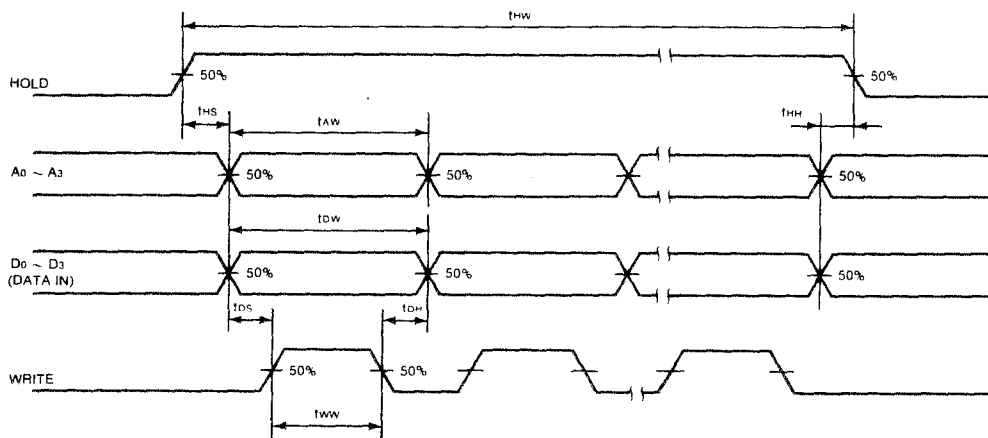 tHW
HOLD
50%
50%
tHS
tAW
tHH
A0 ~ A3
50%
50%
50%
tDW
D0 ~ D3
(DATA IN)
50%
50%
50%
tDS
tDH
WRITE
50%
50%
tWW